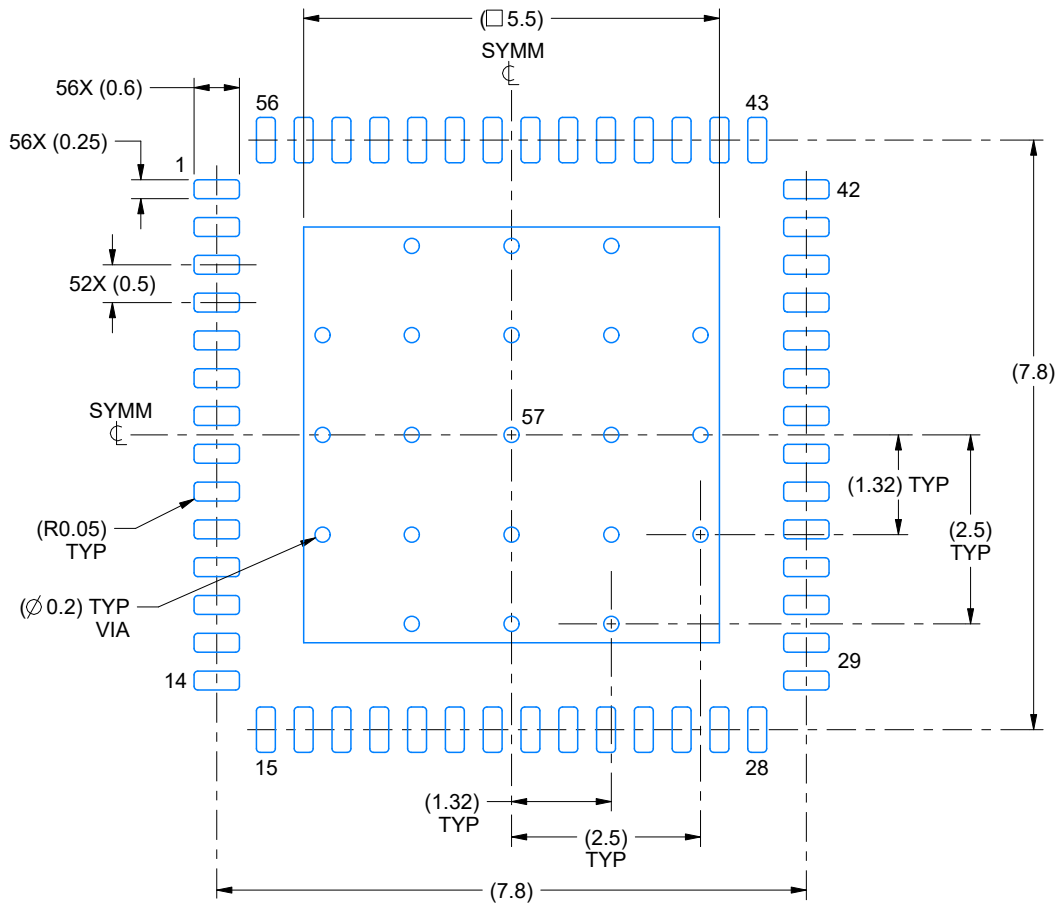 (□ 5.5)
SYMM
℄
56X (0.6)
56
43
56X (0.25)
1
42
52X (0.5)
(7.8)
SYMM
℄
57
(1.32) TYP
(R0.05)
TYP
(2.5)
TYP
(∅ 0.2) TYP
VIA
29
14
15
28
(1.32)
TYP
(2.5)
TYP
(7.8)